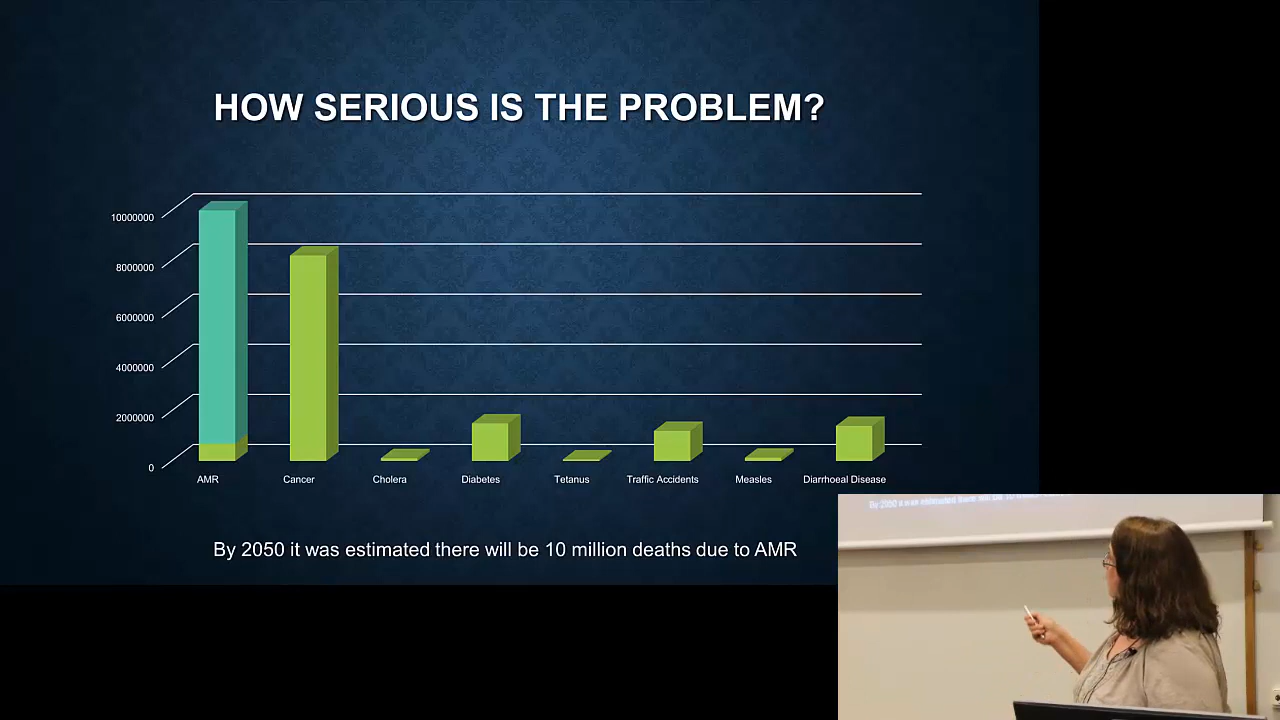 HOW SERIOUS IS THE PROBLEM?
10000000
8000000
6000000
4000000
2000000
0
AMR
Cancer
Cholera
Diabetes
Tetanus
Traffic Accidents
Measles
Diarrhoeal Disease
By 2050 it was estimated there will be 10 million deaths due to AMR